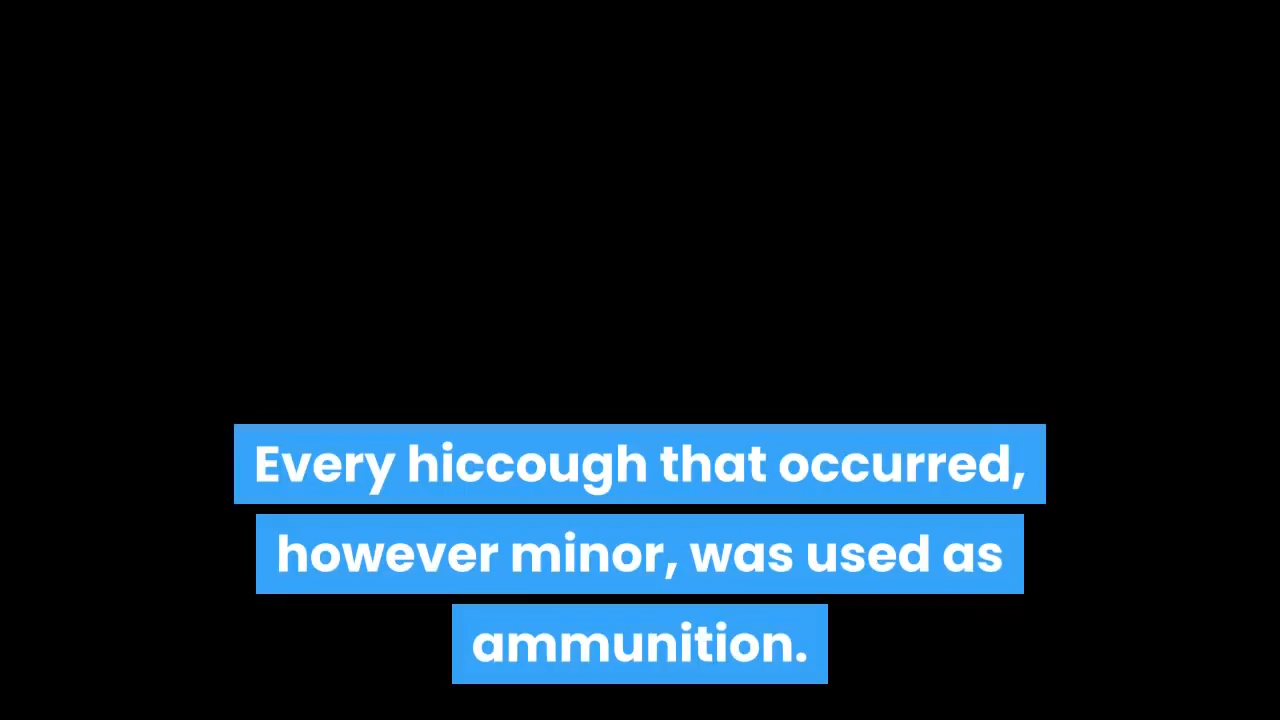 Every hiccough that occurred,
however minor, was used as
ammunition.